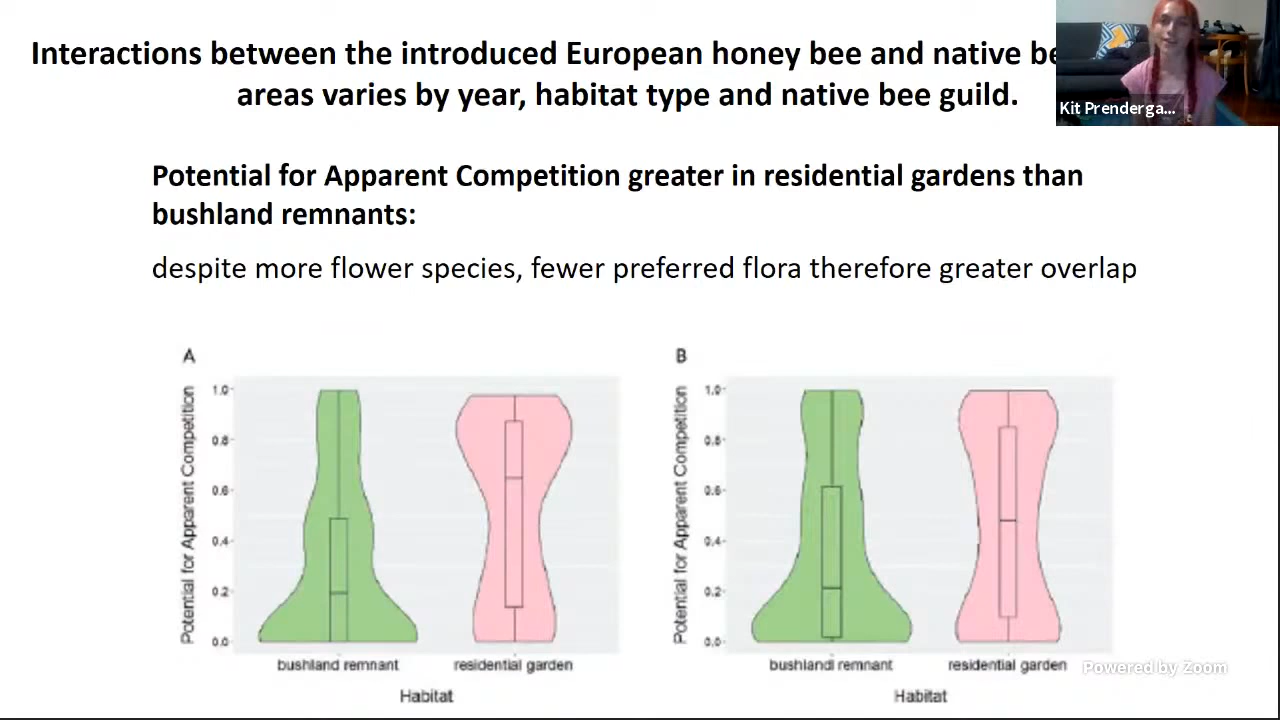 Interactions between the introduced European honey bee and native
areas varies by year, habitat type and native bee guild.
Kit Prenderga...
Potential for Apparent Competition greater in residential gardens than
bushland remnants:
despite more flower species, fewer preferred flora therefore greater overlap
A
Potential for Apparent Competition
1.0
0.8
0.6
0.4
0.2
0.0
bushland remnant residential garden
Habitat
B
Potential for Apparent Competition
1.0
0.8
0.6
0.4
0.2
0.0
bushland remnant residential garden
Habitat
Powered by Zoom